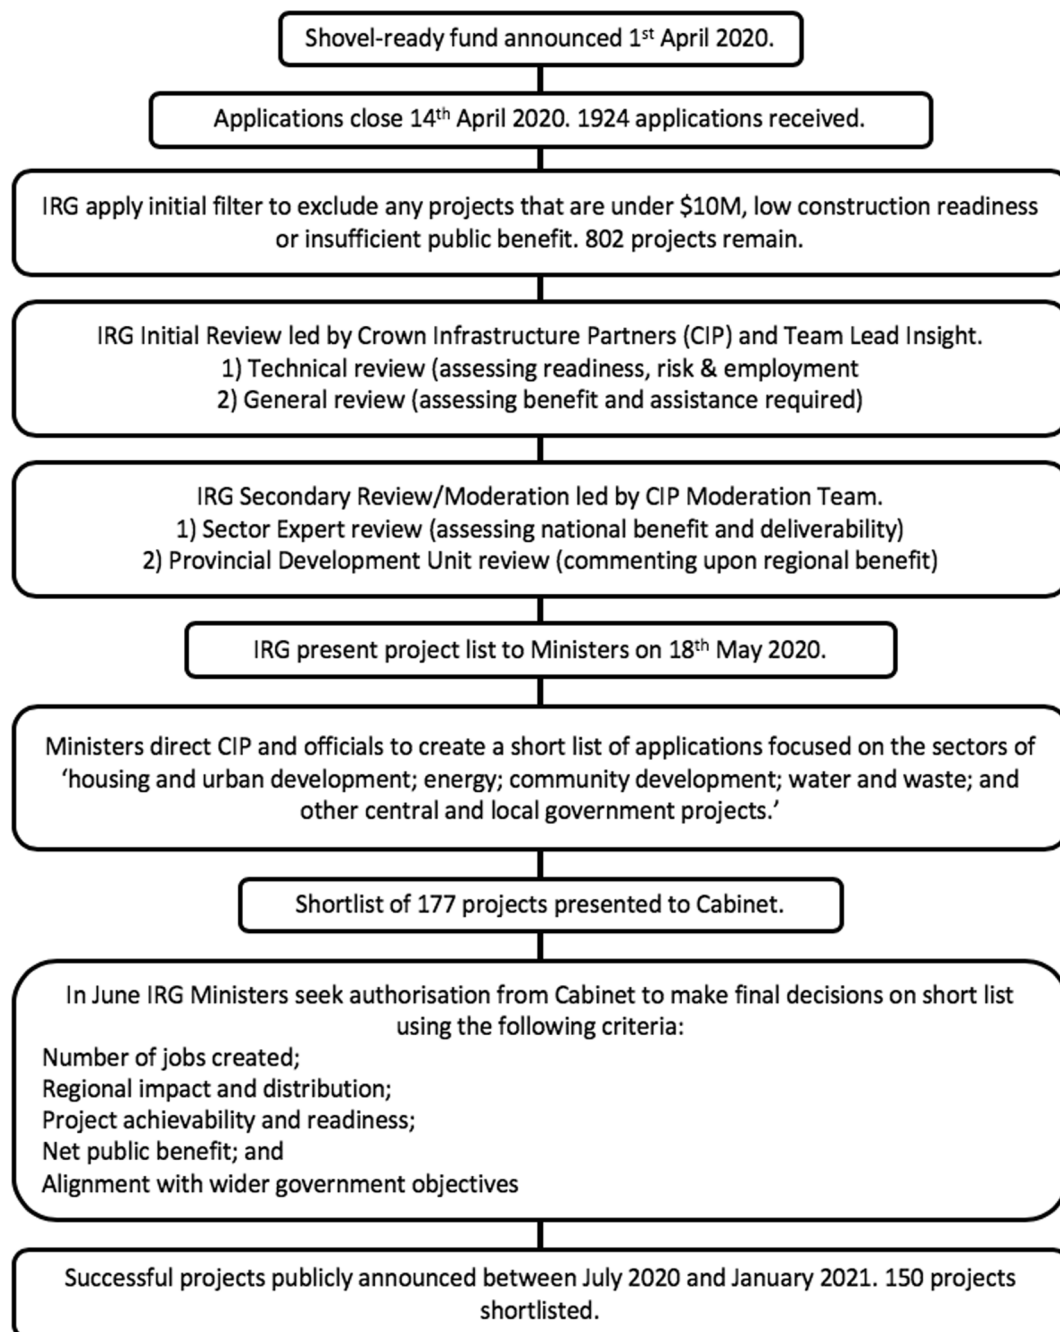 Shovel-ready fund announced 1st April 2020.
Applications close 14th April 2020. 1924 applications received.
IRG apply initial filter to exclude any projects that are under $10M, low construction readiness
or insufficient public benefit. 802 projects remain.
IRG Initial Review led by Crown Infrastructure Partners (CIP) and Team Lead Insight.
1) Technical review (assessing readiness, risk & employment
2) General review (assessing benefit and assistance required)
IRG Secondary Review/Moderation led by CIP Moderation Team.
1) Sector Expert review (assessing national benefit and deliverability)
2) Provincial Development Unit review (commenting upon regional benefit)
IRG present project list to Ministers on 18th May 2020.
Ministers direct CIP and officials to create a short list of applications focused on the sectors of
‘housing and urban development; energy; community development; water and waste; and
other central and local government projects.’
Shortlist of 177 projects presented to Cabinet.
In June IRG Ministers seek authorisation from Cabinet to make final decisions on short list
using the following criteria:
Number of jobs created;
Regional impact and distribution;
Project achievability and readiness;
Net public benefit; and
Alignment with wider government objectives
Successful projects publicly announced between July 2020 and January 2021. 150 projects
shortlisted.